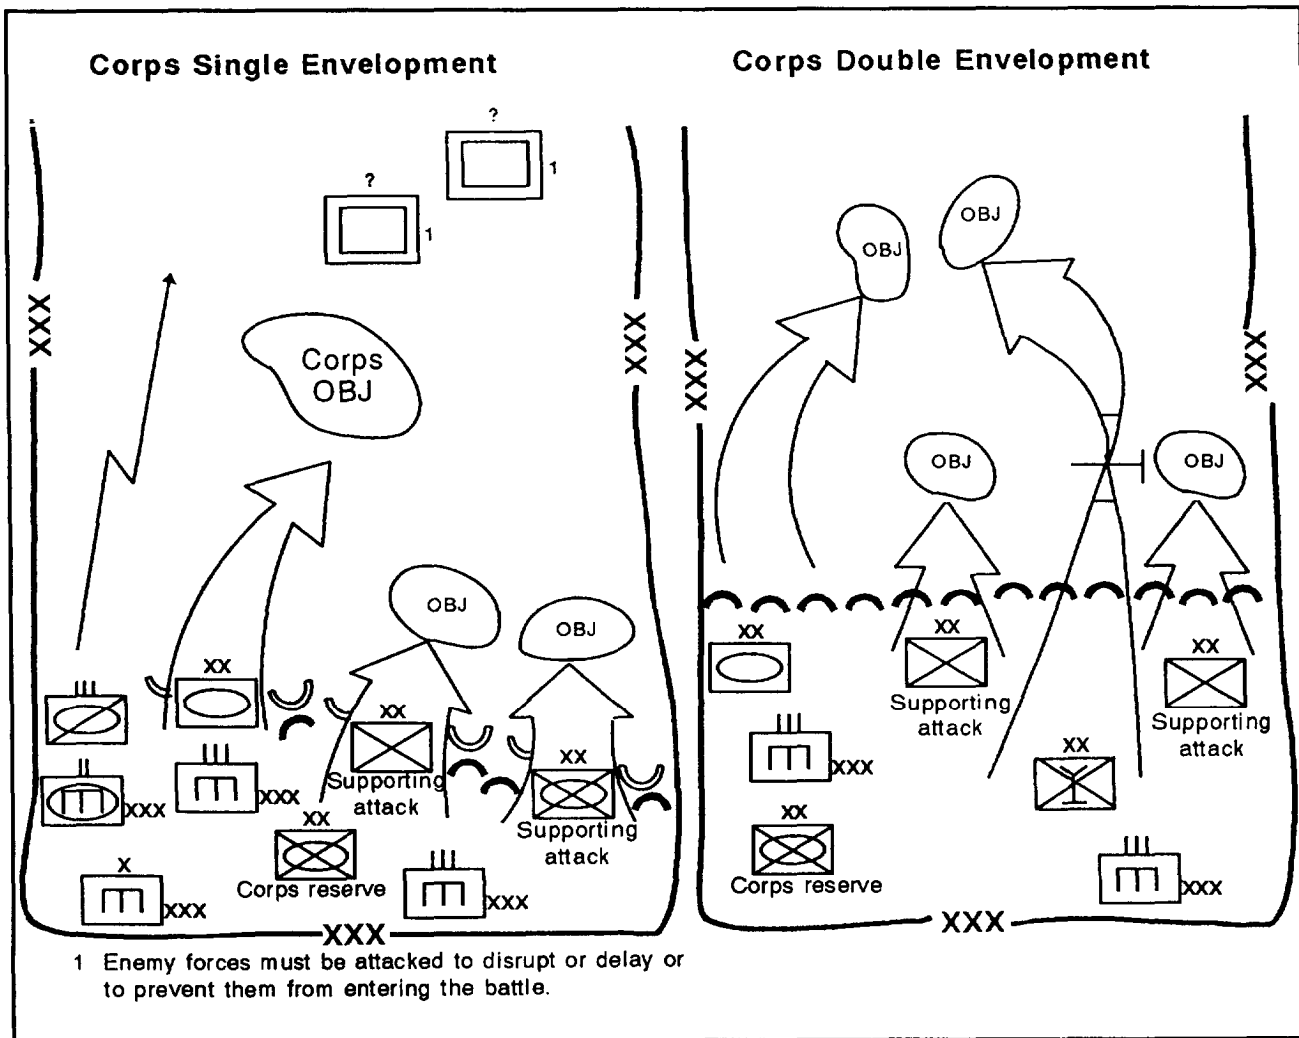 Corps Single Envelopment
?
1
?
1
XXX
XXX
Corps
OBJ
OBJ
OBJ
III
XX
XX
Supporting
attack
XX
Supporting
attack
II
XXX
III
XXX
XX
Corps reserve
III
XXX
X
XXX
XXX
1 Enemy forces must be attacked to disrupt or delay or
to prevent them from entering the battle.
Corps Double Envelopment
OBJ
OBJ
XXX
XXX
OBJ
OBJ
XX
XX
Supporting
attack
XX
Supporting
attack
III
XXX
XX
XX
Corps reserve
III
XXX
XXX